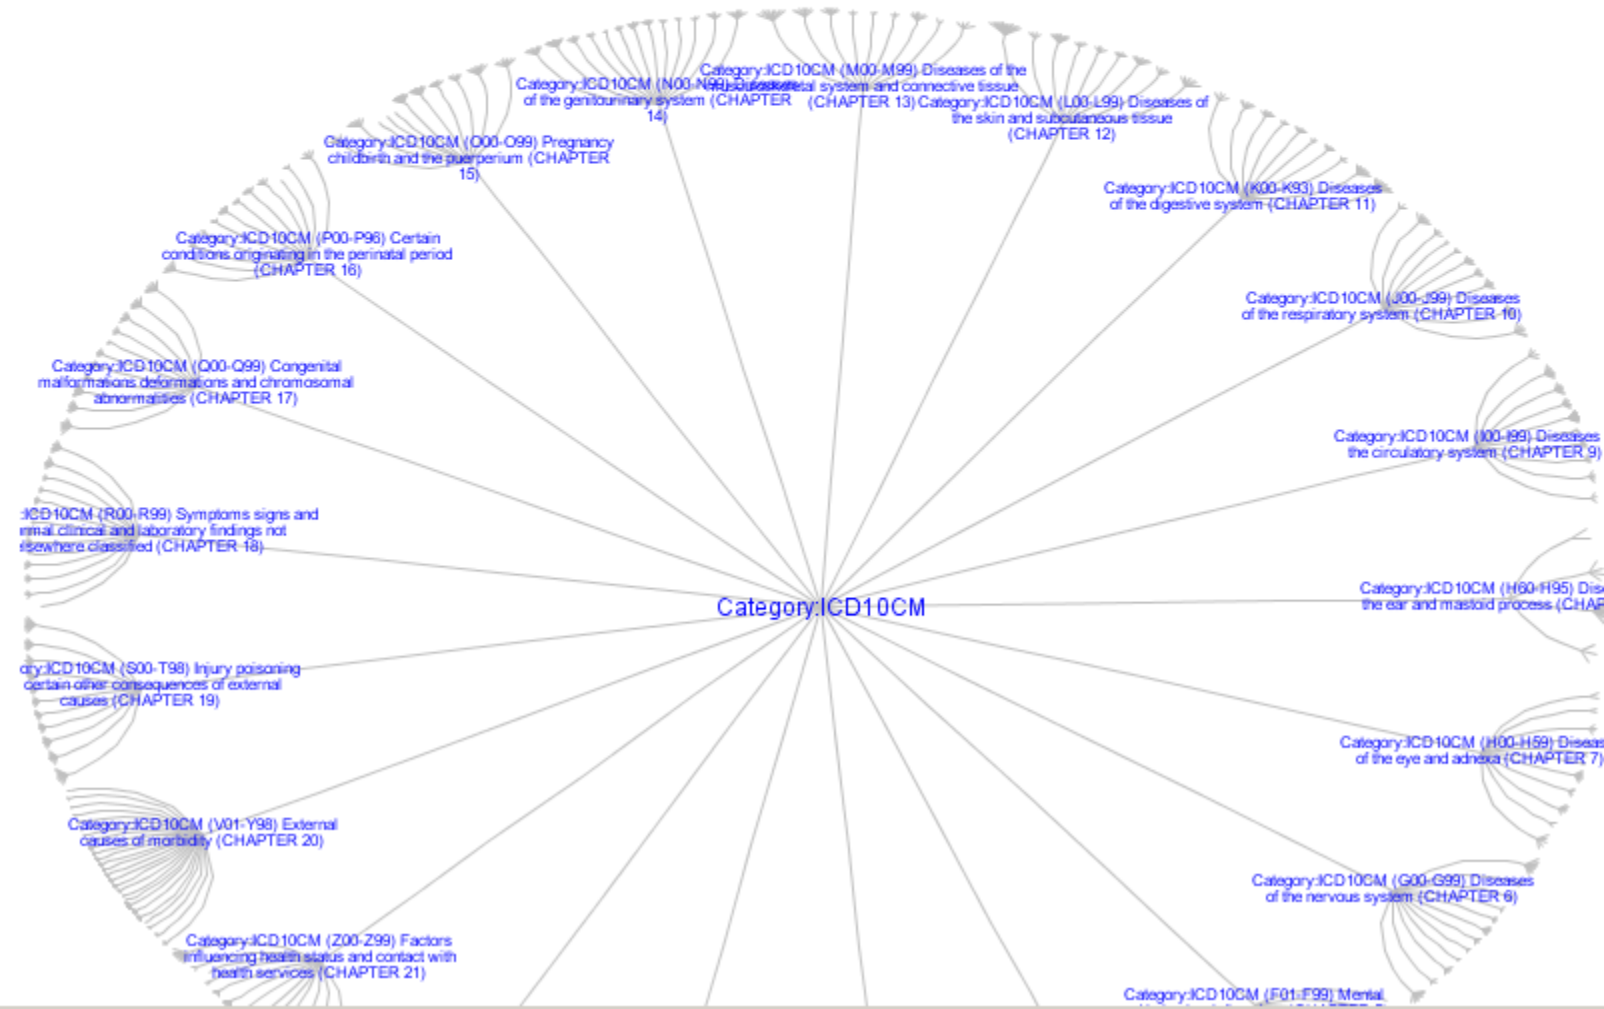 Category:ICD10CM (M00-M99) Diseases of the
system and connective tissue
(CHAPTER 13)
Category:ICD10CM (N00-N99)
of the genitourinary system (CHAPTER
14)
Category:ICD10CM (L00-L99) Diseases of
the skin and subcutaneous tissue
(CHAPTER 12)
Category:ICD10CM (O00-O99) Pregnancy
childbirth and the puerperium (CHAPTER
15)
Category:ICD10CM (K00-K93) Diseases
of the digestive system (CHAPTER 11)
Category:ICD10CM (P00-P96) Certain
conditions originating in the perinatal period
(CHAPTER 16)
Category:ICD10CM (J00-J99) Diseases
of the respiratory system (CHAPTER 10)
Category:ICD10CM (Q00-Q99) Congenital
malformations deformations and chromosomal
abnormalities (CHAPTER 17)
Category:ICD10CM (I00-I99) Diseases
the circulatory system (CHAPTER 9)
:ICD10CM (R00-R99) Symptoms signs and
rmal clinical and laboratory findings not
lsewhere classified (CHAPTER 18)
Category:ICD10CM (H60-H95) Dis
the ear and mastoid process (CHAP
Category:ICD10CM
ory:ICD10CM (S00-T98) Injury poisoning
certain other consequences of external
causes (CHAPTER 19)
Category:ICD10CM (H00-H59) Diseas
of the eye and adnexa (CHAPTER 7)
Category:ICD10CM (V01-Y98) External
causes of morbidity (CHAPTER 20)
Category:ICD10CM (G00-G99) Diseases
of the nervous system (CHAPTER 6)
Category:ICD10CM (Z00-Z99) Factors
influencing health status and contact with
health services (CHAPTER 21)
Category:ICD10CM (F01-F99) Mental